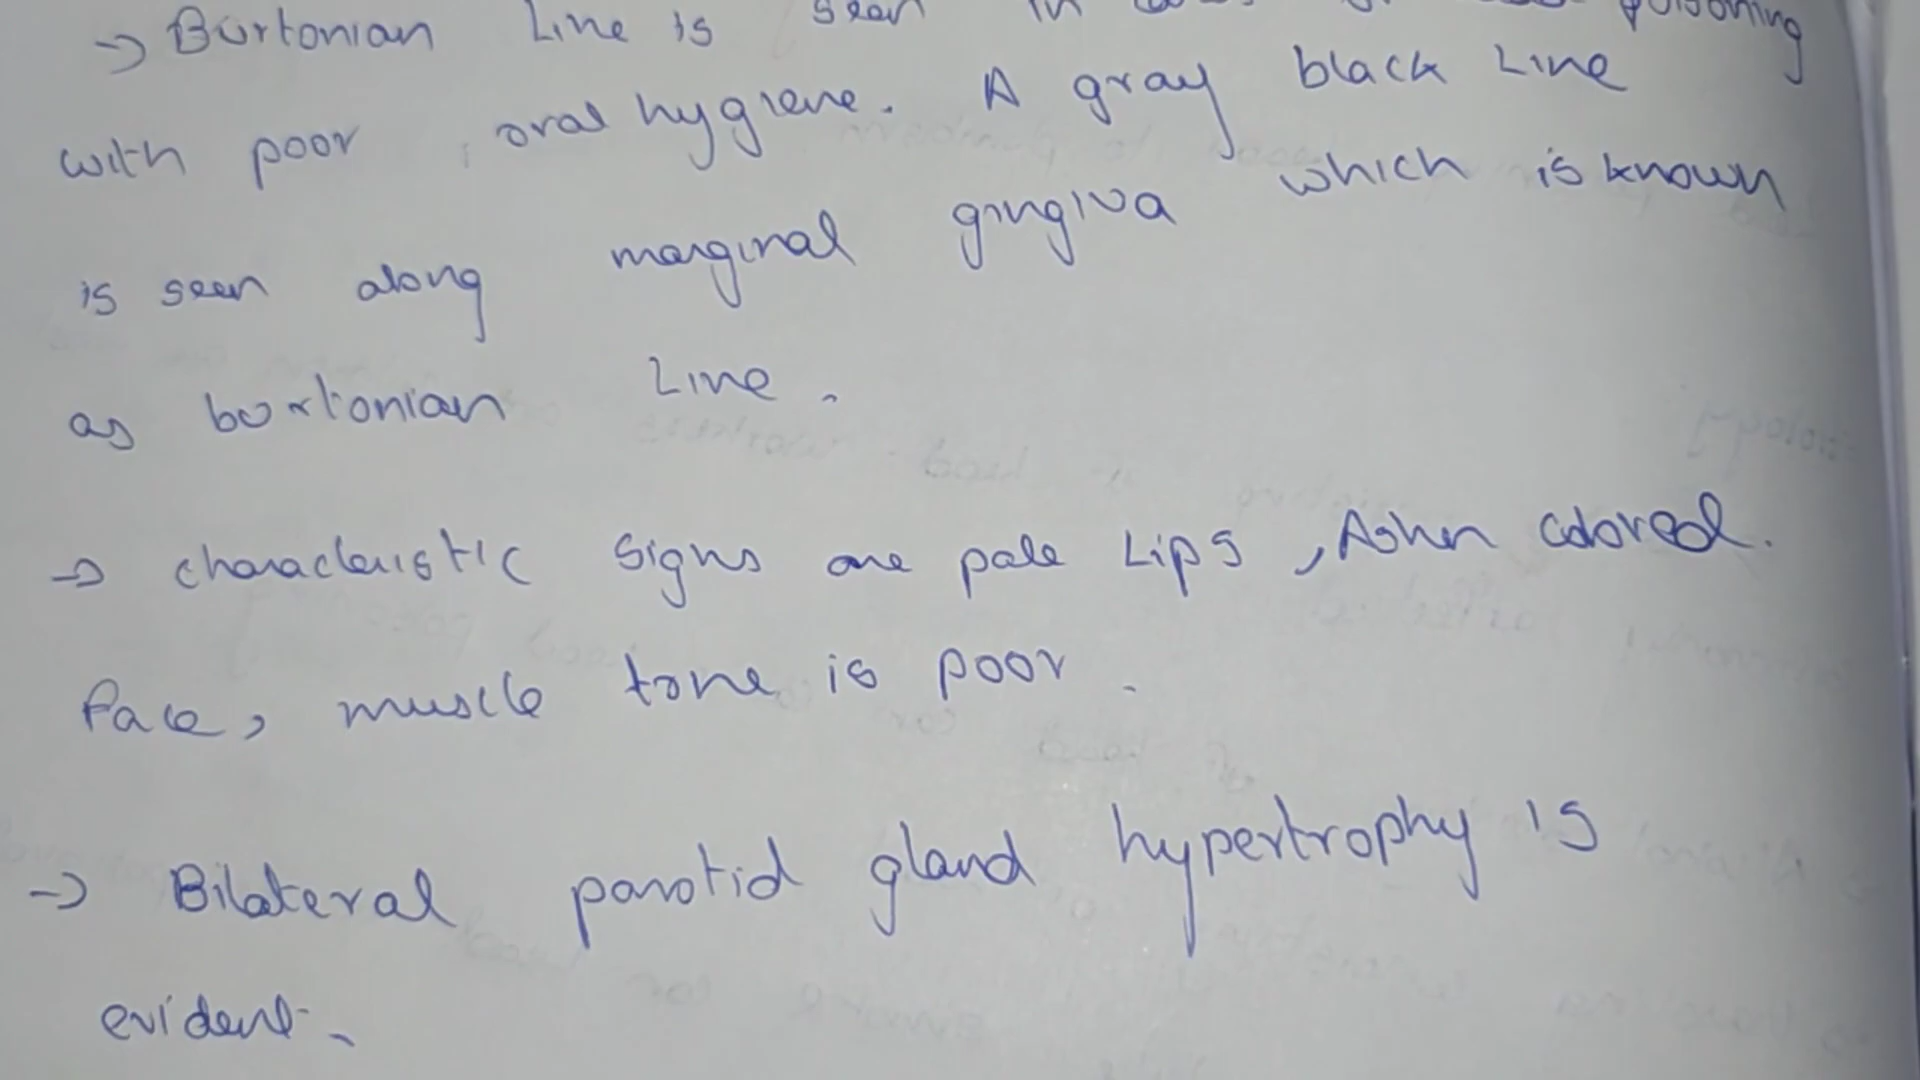 → Burtonian Line is seen in poisoning
with poor oral hygiene. A gray black Line
is seen along marginal gingiva which is known
as burtonian Line.
→ characteristic signs are pale Lips, Ashen colored.
face, muscle tone is poor.
→ Bilateral parotid gland hypertrophy is
evident.